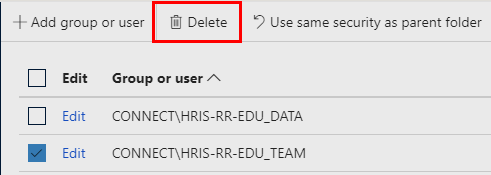 Add group or user Delete Use same security as parent folder
Edit Group or user
Edit CONNECT\HRIS-RR-EDU_DATA
Edit CONNECT\HRIS-RR-EDU_TEAM